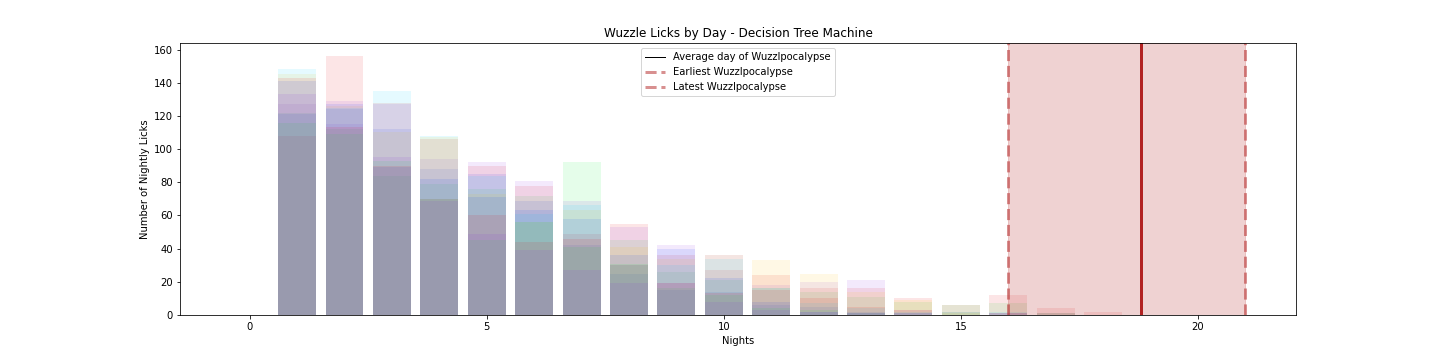 Wuzzle Licks by Day - Decision Tree Machine
Number of Nightly Licks
160
140
120
100
80
60
40
20
0
Average day of Wuzzlpocalypse
Earliest Wuzzlpocalypse
Latest Wuzzlpocalypse
0 5 10 15 20
Nights